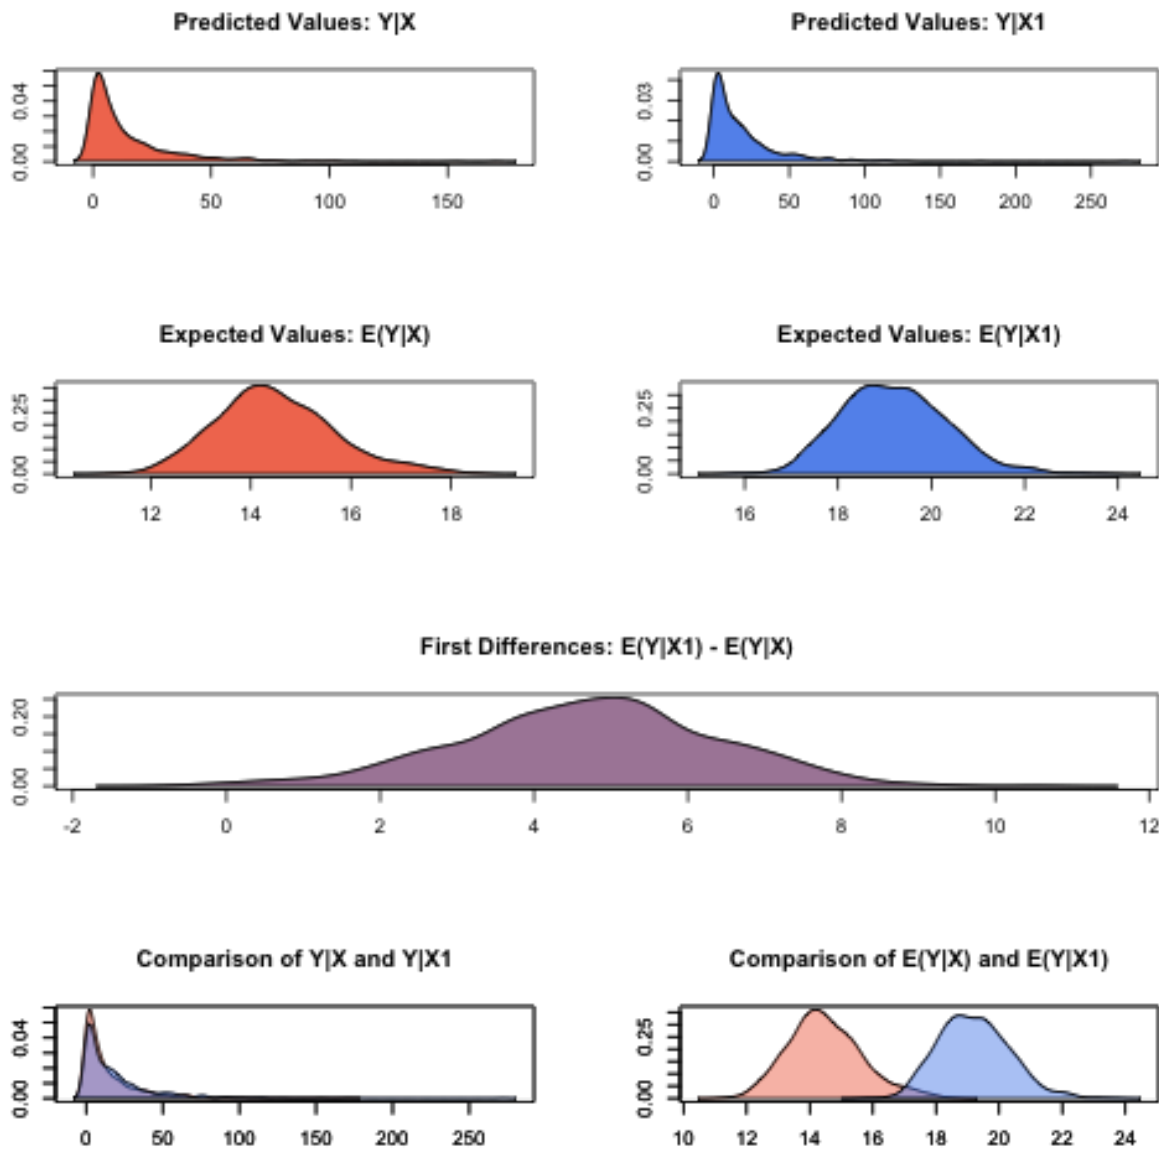 Predicted Values: Y|X
0.00 0.04
0 50 100 150
Predicted Values: Y|X1
0.00 0.03
0 50 100 150 200 250
Expected Values: E(Y|X)
0.00 0.25
12 14 16 18
Expected Values: E(Y|X1)
0.00 0.25
16 18 20 22 24
First Differences: E(Y|X1) - E(Y|X)
0.00 0.20
-2 0 2 4 6 8 10 12
Comparison of Y|X and Y|X1
0.00 0.04
0 50 100 150 200 250
Comparison of E(Y|X) and E(Y|X1)
0.00 0.25
10 12 14 16 18 20 22 24